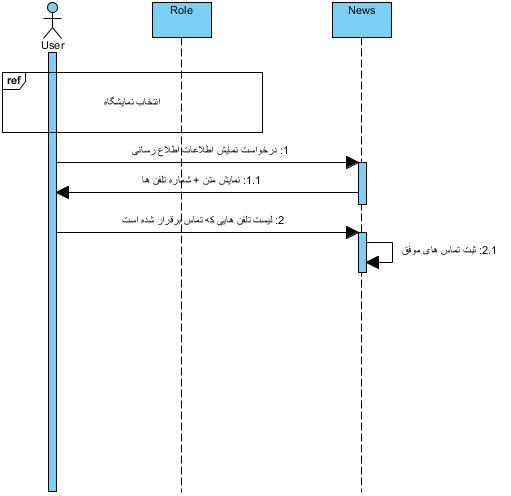 Role
News
User
ref
انتخاب نمایشگاه
1: درخواست نمایش اطلاعات اطلاع رسانی
1.1: نمایش متن + شماره تلفن ها
2: لیست تلفن هایی که تماس برقرار شده است
2.1: ثبت تماس های موفق